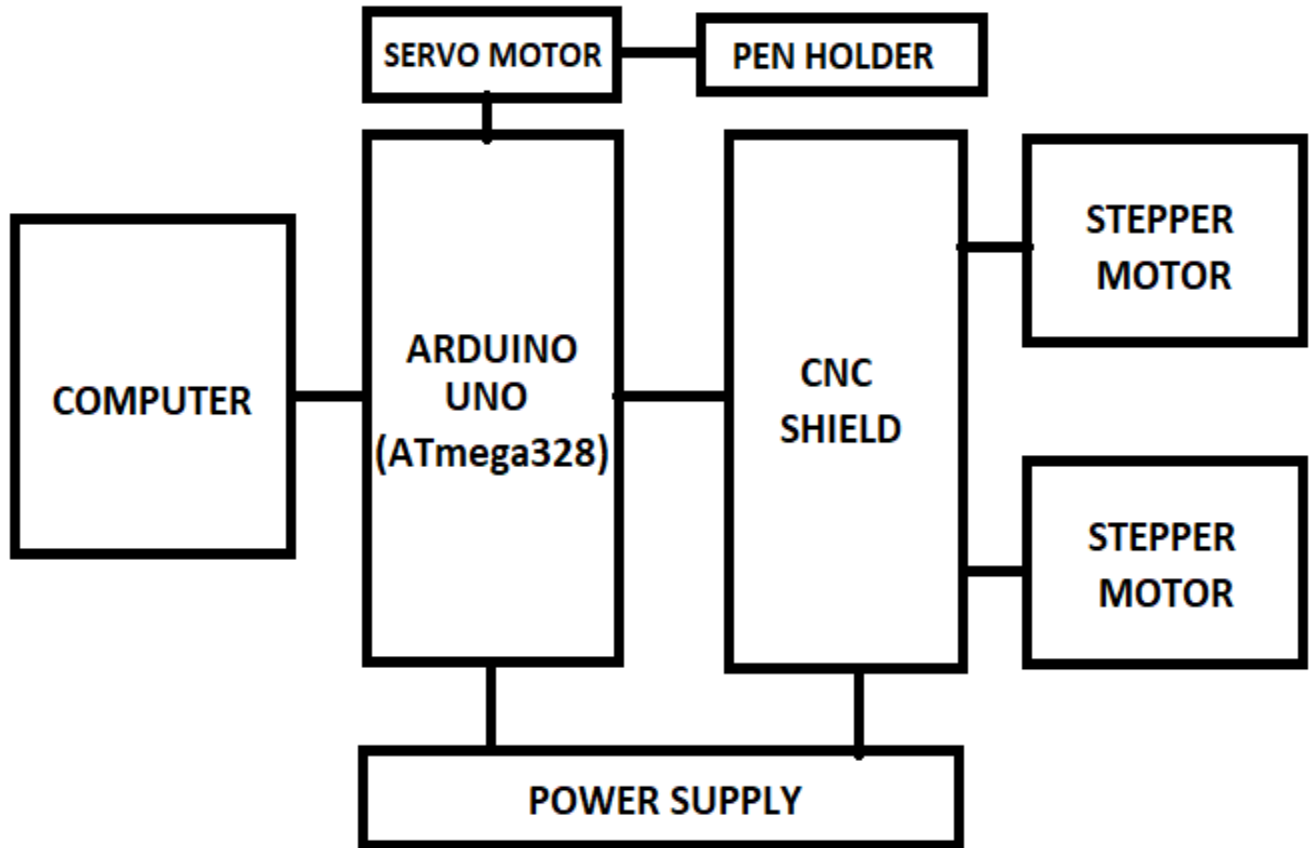 SERVO MOTOR
PEN HOLDER
COMPUTER
ARDUINO
UNO
(ATmega328)
CNC
SHIELD
STEPPER
MOTOR
STEPPER
MOTOR
POWER SUPPLY